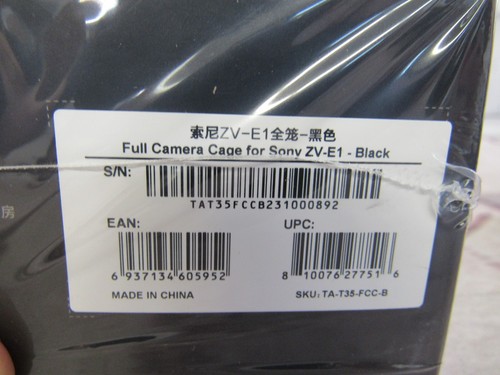 索尼ZV-E1全笼-黑色
Full Camera Cage for Sony ZV-E1 - Black
S/N:
TAT35FCCB231000892
EAN: UPC:
6 937134 605952 8 10076 27751 6
MADE IN CHINA SKU: TA-T35-FCC-B
房